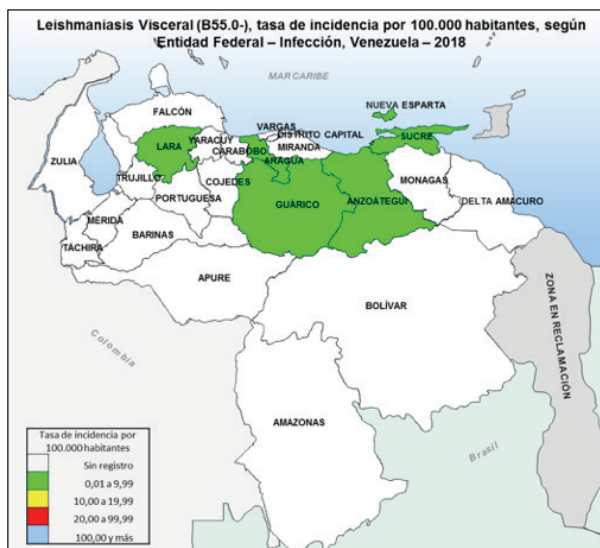 Leishmaniasis Visceral (B55.0-), tasa de incidencia por 100.000 habitantes, según
Entidad Federal – Infección, Venezuela – 2018
MAR CARIBE
NUEVA ESPARTA
FALCÓN
VARGAS
DISTRITO CAPITAL
SUCRE
LARA
YARACUY
CARABOBO
MIRANDA
ARAGUA
ZULIA
TRUJILLO
COJEDES
MONAGAS
PORTUGUESA
GUÁRICO
ANZOÁTEGUI
DELTA AMACURO
MÉRIDA
BARINAS
TÁCHIRA
APURE
BOLÍVAR
ZONA EN RECLAMACIÓN
Colombia
AMAZONAS
Brasil
Tasa de incidencia por
100.000 habitantes
Sin registro
0,01 a 9,99
10,00 a 19,99
20,00 a 99,99
100,00 y más